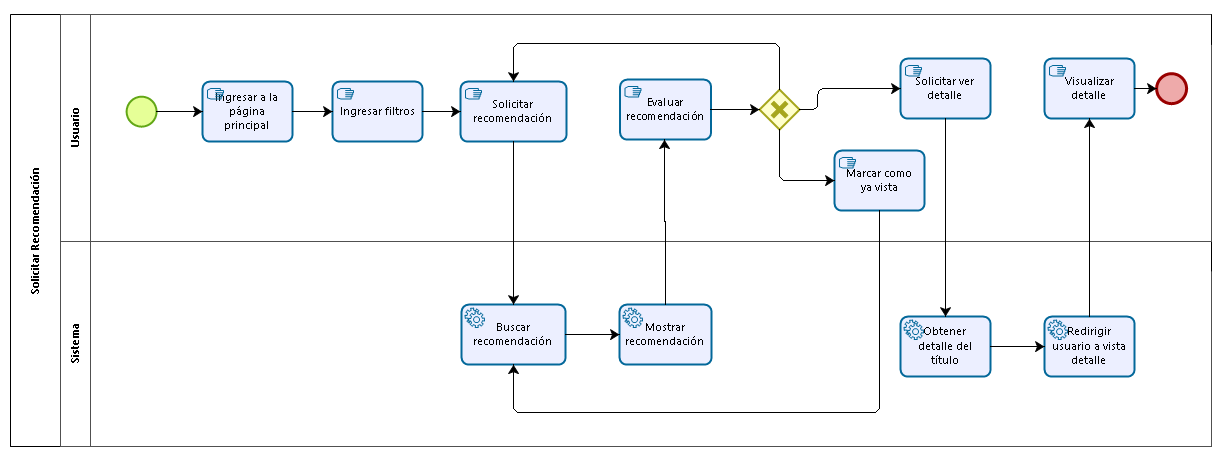 Solicitar Recomendación
Usuario
Ingresar a la
página
principal
Ingresar filtros
Solicitar
recomendación
Evaluar
recomendación
Solicitar ver
detalle
Visualizar
detalle
Marcar como
ya vista
Sistema
Buscar
recomendación
Mostrar
recomendación
Obtener
detalle del
título
Redirigir
usuario a vista
detalle